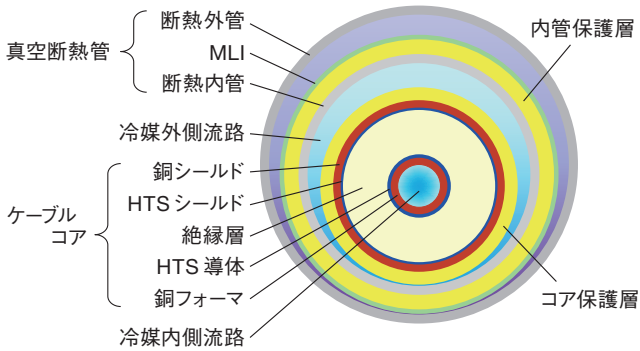 断熱外管
真空断熱管
MLI
断熱内管
冷媒外側流路
銅シールド
HTSシールド
ケーブル
コア
絶縁層
HTS 導体
銅フォーマ
冷媒内側流路
内管保護層
コア保護層